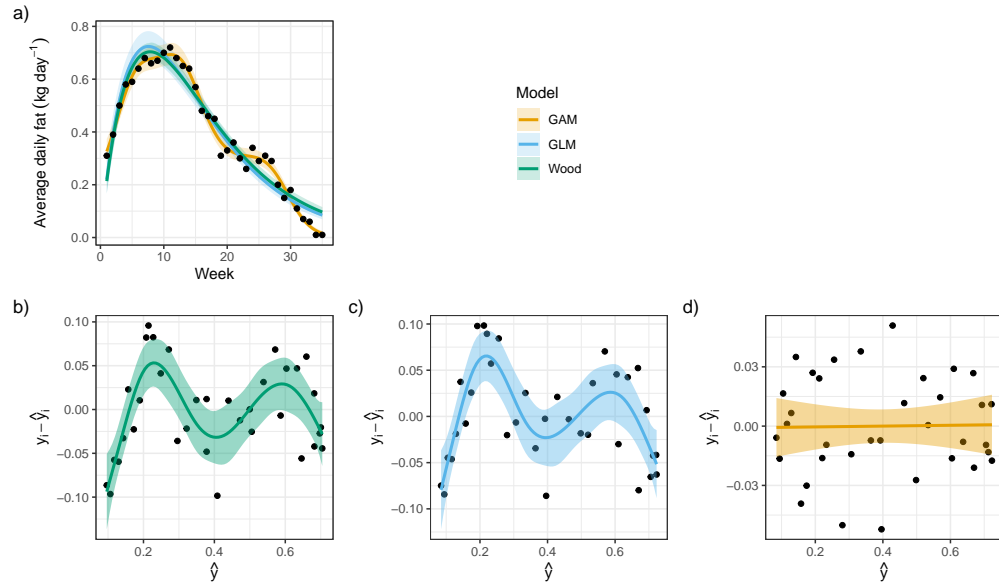 a)
Average daily fat (kg day⁻¹)
0.8
0.6
0.4
0.2
0.0
0 10 20 30
Week
Model
GAM
GLM
Wood
b)
yᵢ − ŷᵢ
0.10
0.05
0.00
−0.05
−0.10
0.2 0.4 0.6
ŷ
c)
yᵢ − ŷᵢ
0.10
0.05
0.00
−0.05
−0.10
0.2 0.4 0.6
ŷ
d)
yᵢ − ŷᵢ
0.03
0.00
−0.03
0.2 0.4 0.6
ŷ